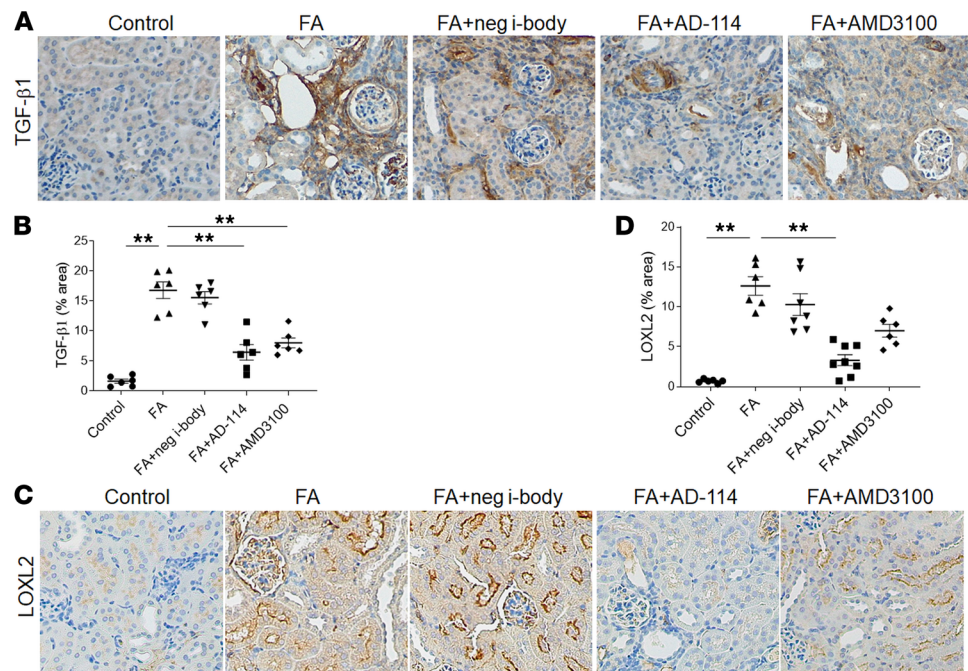 A
Control FA FA+neg i-body FA+AD-114 FA+AMD3100
TGF-β1
B
**
** **
TGF-β1 (% area)
25
20
15
10
5
0
Control FA FA+neg i-body FA+AD-114 FA+AMD3100
D
** **
LOXL2 (% area)
20
15
10
5
0
Control FA FA+neg i-body FA+AD-114 FA+AMD3100
C
Control FA FA+neg i-body FA+AD-114 FA+AMD3100
LOXL2